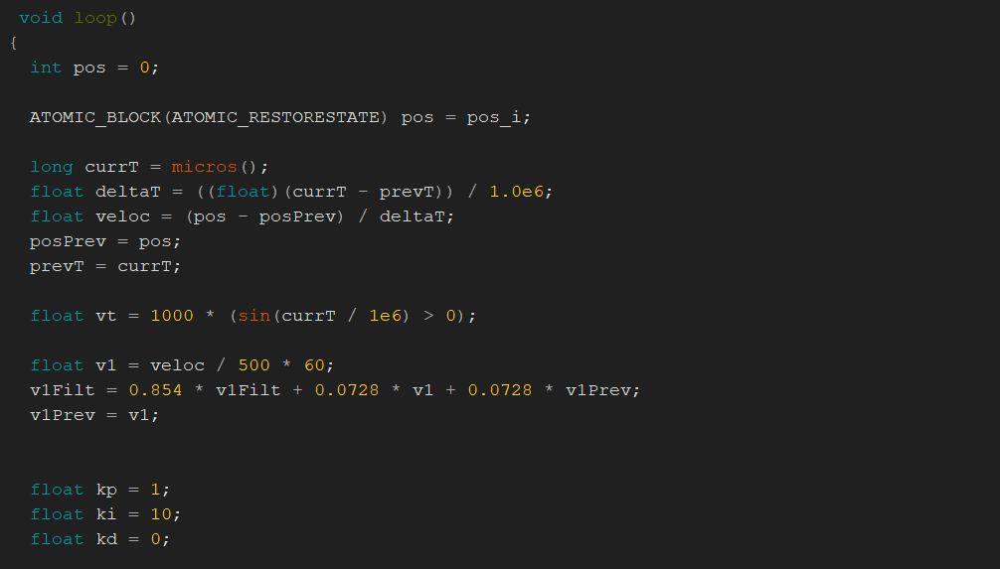 void loop()
{
int pos = 0;
ATOMIC_BLOCK(ATOMIC_RESTORESTATE) pos = pos_i;
long currT = micros();
float deltaT = ((float)(currT - prevT)) / 1.0e6;
float veloc = (pos - posPrev) / deltaT;
posPrev = pos;
prevT = currT;
float vt = 1000 * (sin(currT / 1e6) > 0);
float v1 = veloc / 500 * 60;
v1Filt = 0.854 * v1Filt + 0.0728 * v1 + 0.0728 * v1Prev;
v1Prev = v1;
float kp = 1;
float ki = 10;
float kd = 0;